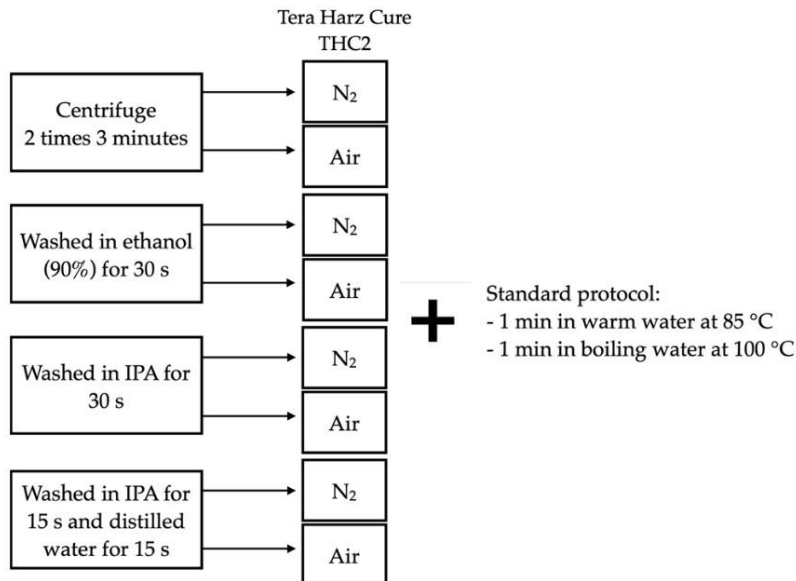 Tera Harz Cure
THC2
Centrifuge
2 times 3 minutes
N₂
Air
Washed in ethanol
(90%) for 30 s
N₂
Air
Washed in IPA for
30 s
N₂
Air
Washed in IPA for
15 s and distilled
water for 15 s
N₂
Air
+
Standard protocol:
- 1 min in warm water at 85 °C
- 1 min in boiling water at 100 °C